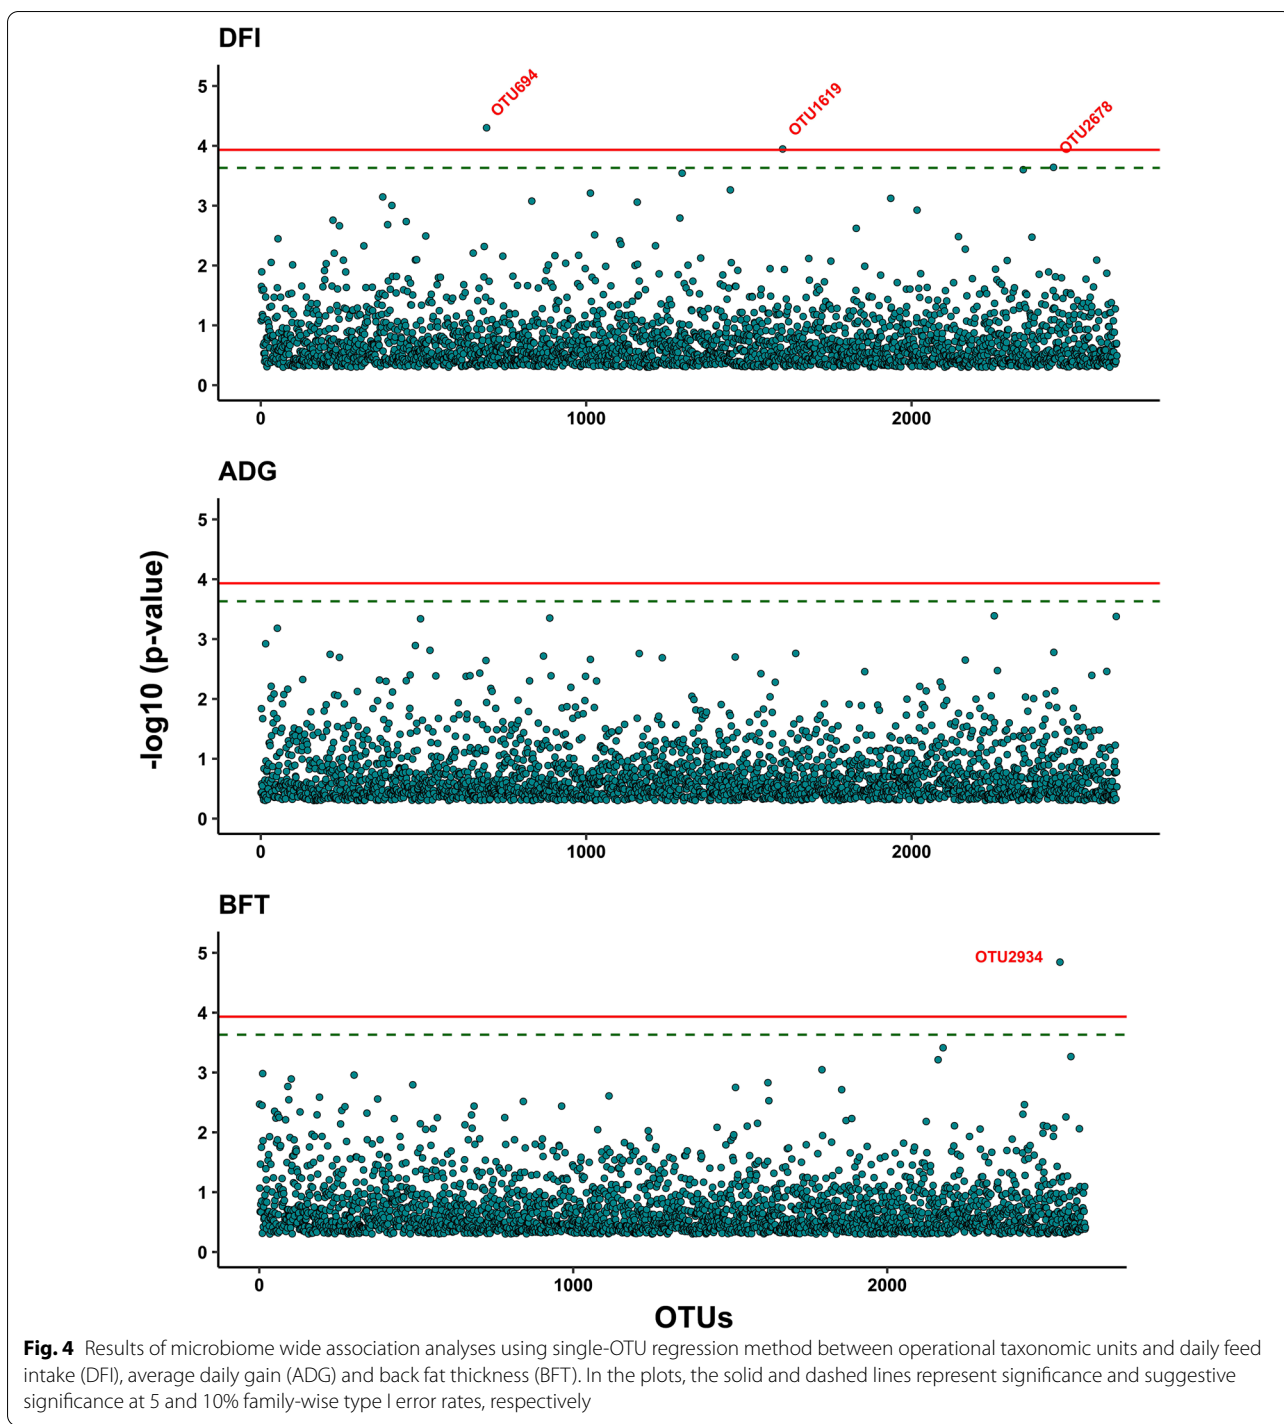 DFI
5
4
3
2
1
0
OTU694
OTU1619
OTU2678
0 1000 2000
ADG
5
4
3
2
1
0
0 1000 2000
-log10 (p-value)
BFT
5
4
3
2
1
0
OTU2934
0 1000 2000
OTUs
Fig. 4 Results of microbiome wide association analyses using single-OTU regression method between operational taxonomic units and daily feed
intake (DFI), average daily gain (ADG) and back fat thickness (BFT). In the plots, the solid and dashed lines represent significance and suggestive
significance at 5 and 10% family-wise type I error rates, respectively